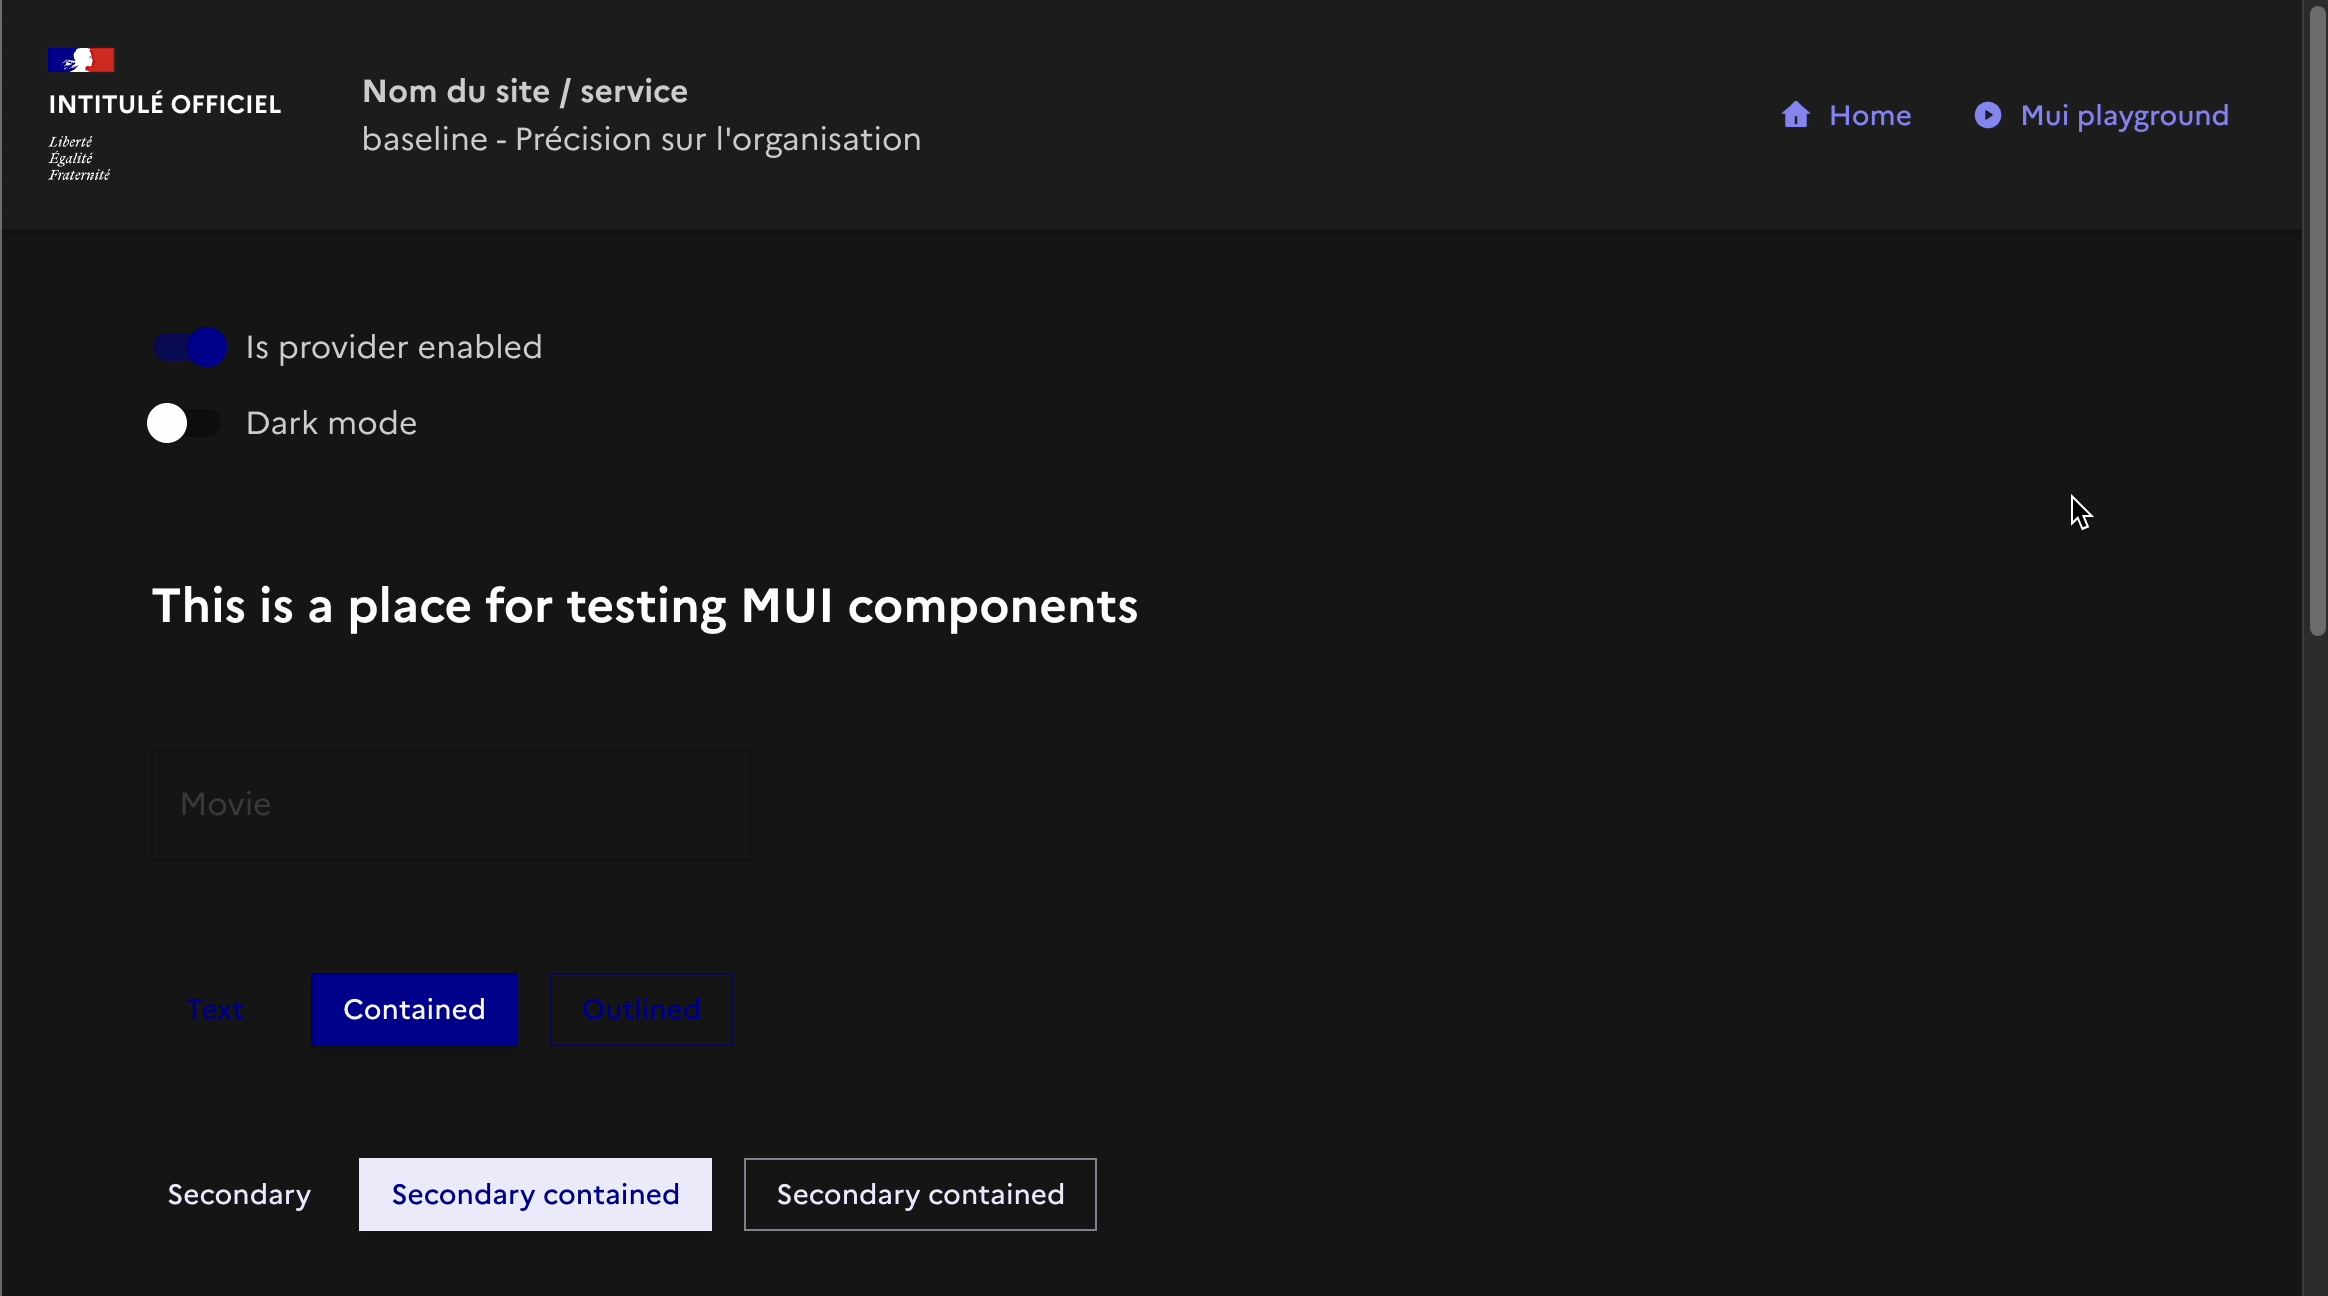 INTITULÉ OFFICIEL
Liberté
Égalité
Fraternité
Nom du site / service
baseline - Précision sur l'organisation
Home
Mui playground
Is provider enabled
Dark mode
This is a place for testing MUI components
Movie
Text
Contained
Outlined
Secondary
Secondary contained
Secondary contained